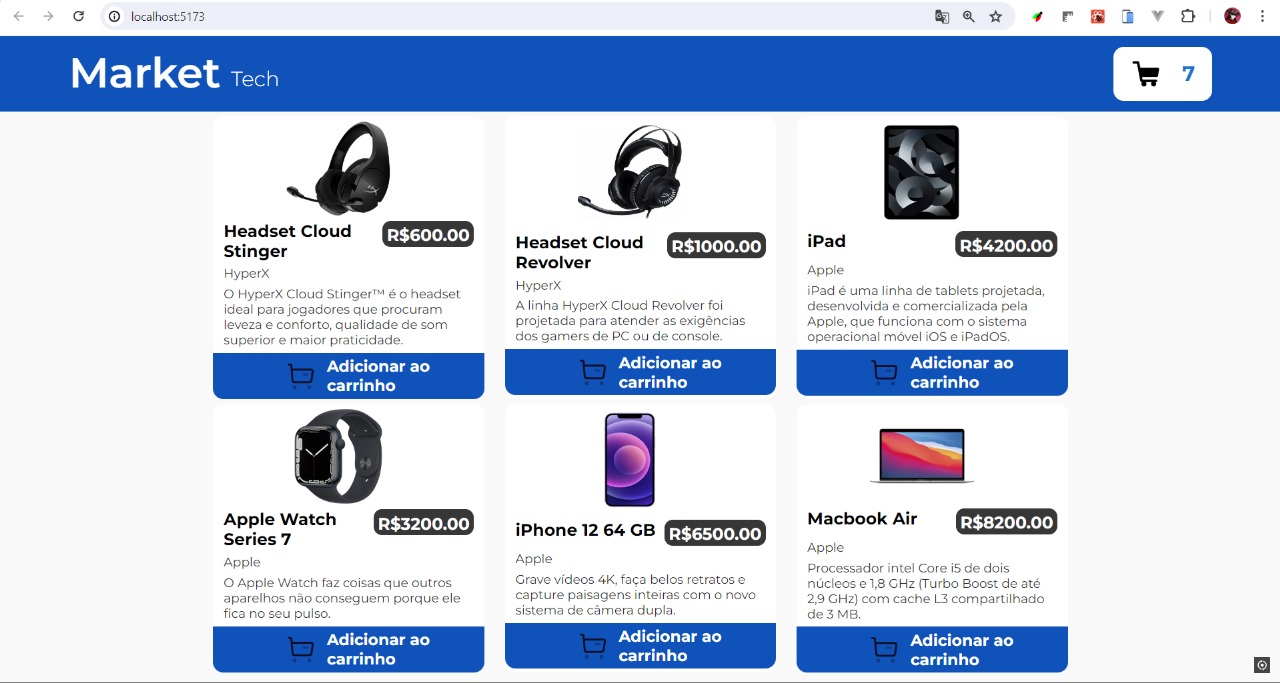 localhost:5173
Market Tech
7
Headset Cloud
Stinger
R$600.00
HyperX
O HyperX Cloud Stinger™ é o headset
ideal para jogadores que procuram
leveza e conforto, qualidade de som
superior e maior praticidade.
Adicionar ao
carrinho
Headset Cloud
Revolver
R$1000.00
HyperX
A linha HyperX Cloud Revolver foi
projetada para atender as exigências
dos gamers de PC ou de console.
Adicionar ao
carrinho
iPad
R$4200.00
Apple
iPad é uma linha de tablets projetada,
desenvolvida e comercializada pela
Apple, que funciona com o sistema
operacional móvel iOS e iPadOS.
Adicionar ao
carrinho
Apple Watch
Series 7
R$3200.00
Apple
O Apple Watch faz coisas que outros
aparelhos não conseguem porque ele
fica no seu pulso.
Adicionar ao
carrinho
iPhone 12 64 GB
R$6500.00
Apple
Grave vídeos 4K, faça belos retratos e
capture paisagens inteiras com o novo
sistema de câmera dupla.
Adicionar ao
carrinho
Macbook Air
R$8200.00
Apple
Processador intel Core i5 de dois
núcleos e 1,8 GHz (Turbo Boost de até
2,9 GHz) com cache L3 compartilhado
de 3 MB.
Adicionar ao
carrinho